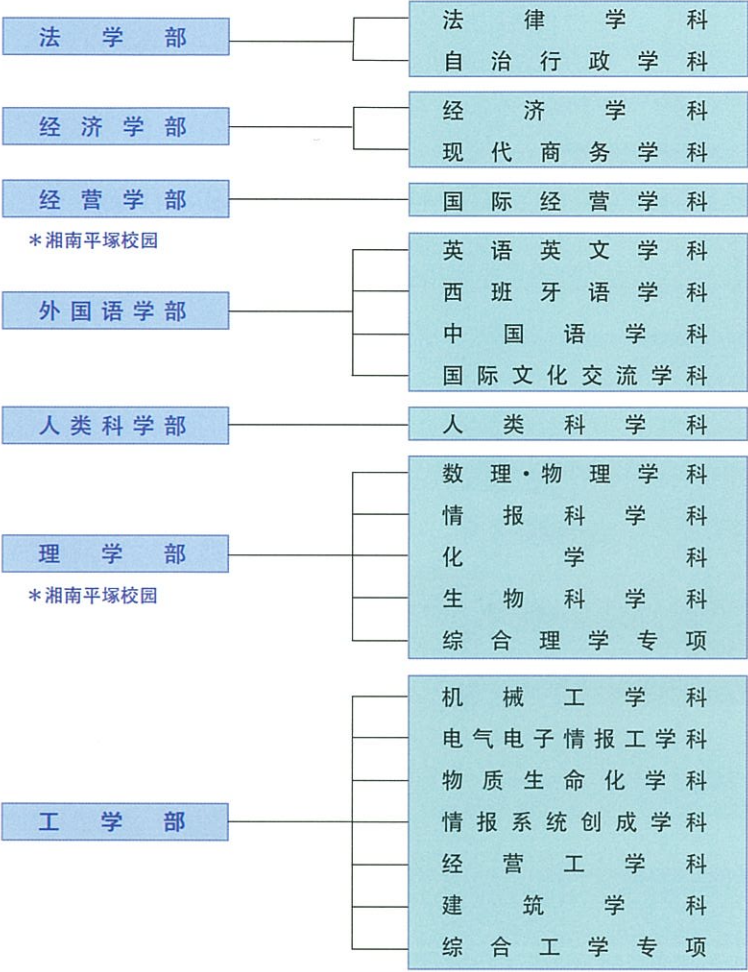 法学部
法律学科
自治行政学科
经济学部
经济学科
现代商务学科
经营学部
*湘南平塚校园
国际经营学科
外国语学部
英语英文学科
西班牙语学科
中国语学科
国际文化交流学科
人类科学部
人类科学科
理学部
*湘南平塚校园
数理·物理学科
情报科学科
化学科
生物科学科
综合理学专项
工学部
机械工学科
电气电子情报工学科
物质生命化学科
情报系统创成学科
经营工学科
建筑学科
综合工学专项